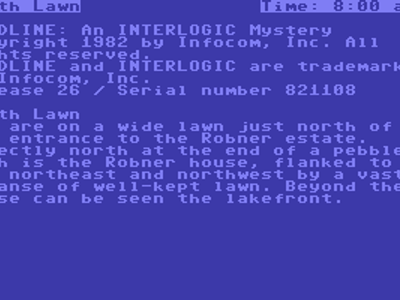 th Lawn Time: 8:00 a
DLINE: An INTERLOGIC Mystery
yright 1982 by Infocom, Inc. All
hts reserved.
DLINE and INTERLOGIC are trademark
Infocom, Inc.
ease 26 / Serial number 821108
th Lawn
are on a wide lawn just north of
entrance to the Robner estate.
ectly north at the end of a pebble
h is the Robner house, flanked to
northeast and northwest by a vast
anse of well-kept lawn. Beyond the
se can be seen the lakefront.